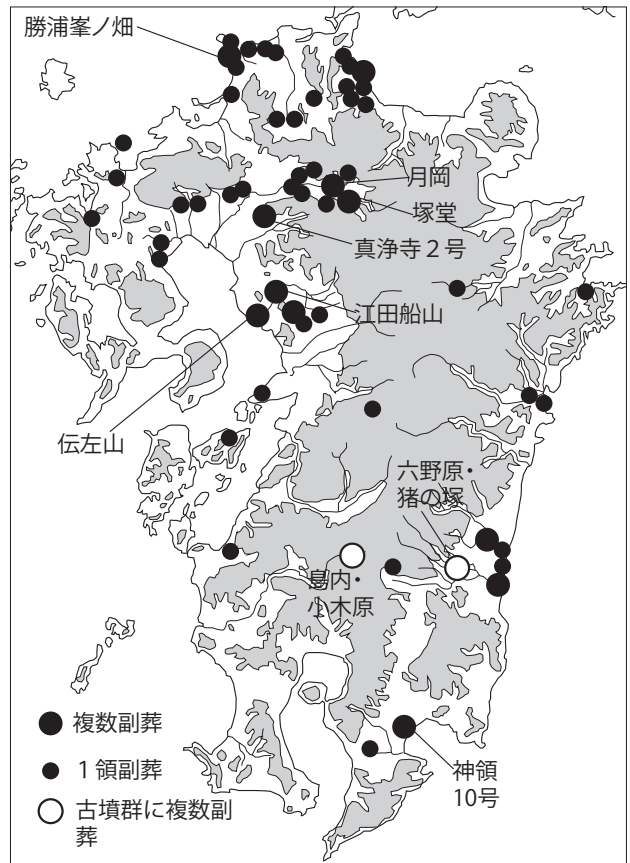 勝浦峯ノ畑
月岡
塚堂
真浄寺２号
江田船山
伝左山
六野原・
猪の塚
島内・
小木原
複数副葬
１領副葬
古墳群に複数副
葬
神領
10号